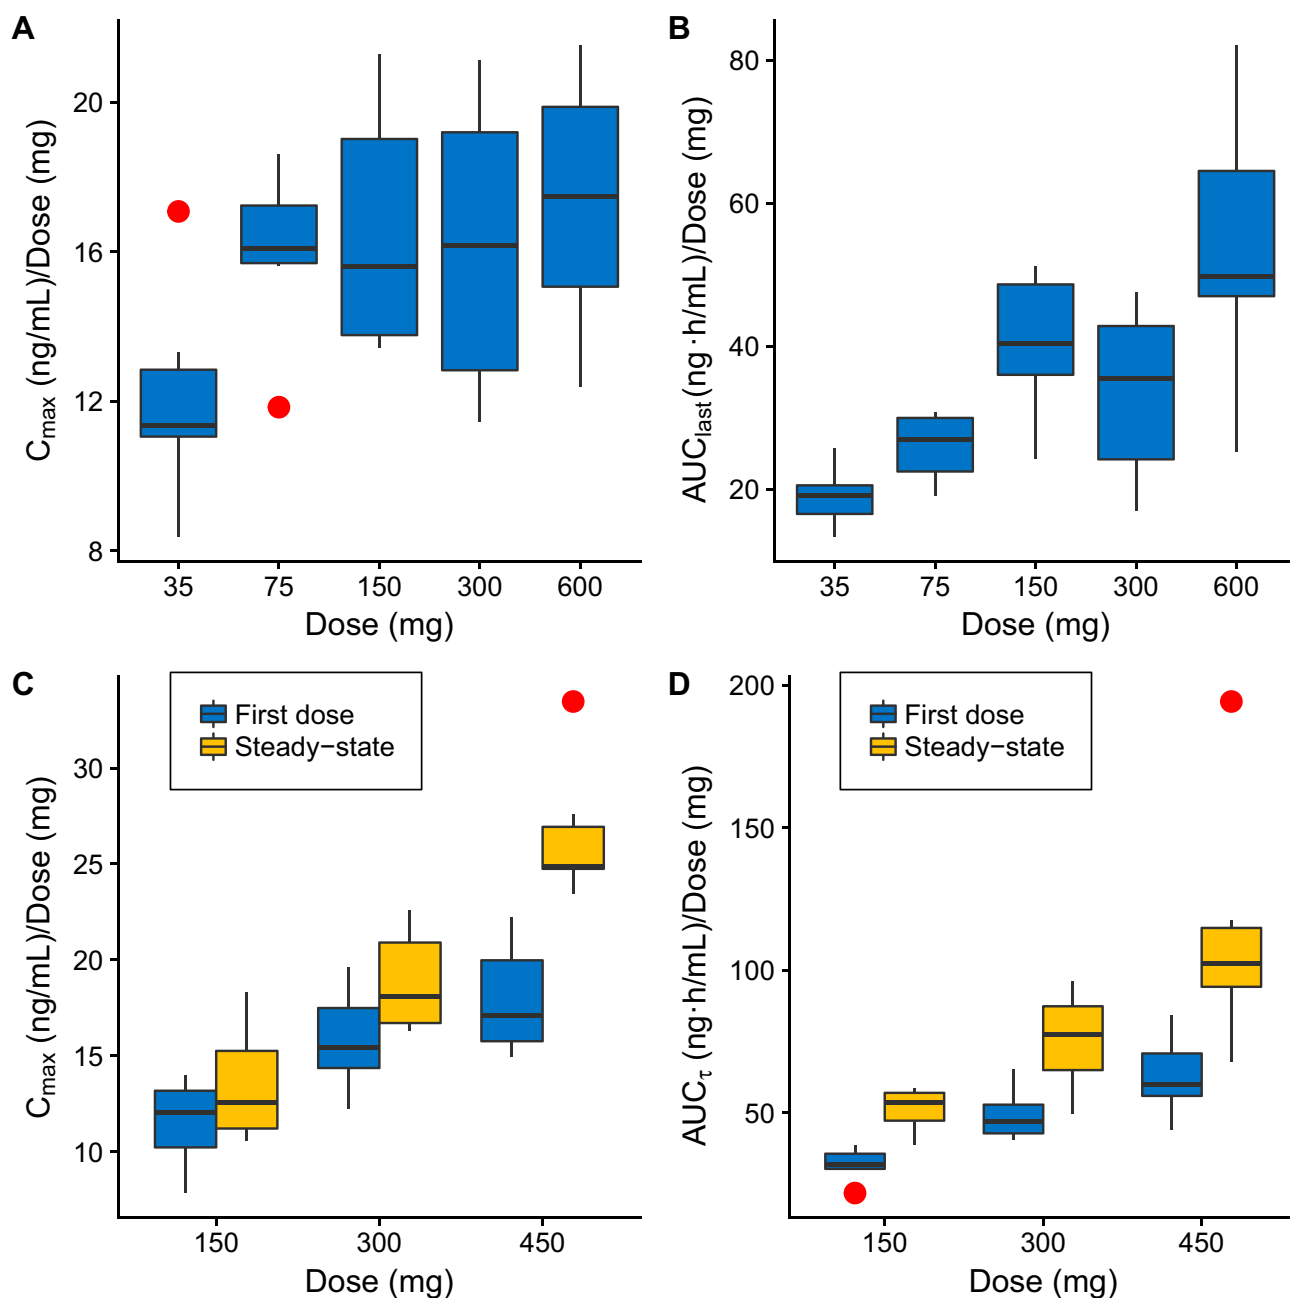 A
Cmax (ng/mL)/Dose (mg)
20
16
12
8
35 75 150 300 600
Dose (mg)
B
AUClast (ng·h/mL)/Dose (mg)
80
60
40
20
35 75 150 300 600
Dose (mg)
C
First dose
Steady−state
Cmax (ng/mL)/Dose (mg)
30
25
20
15
10
150 300 450
Dose (mg)
D
First dose
Steady−state
AUCτ (ng·h/mL)/Dose (mg)
200
150
100
50
150 300 450
Dose (mg)